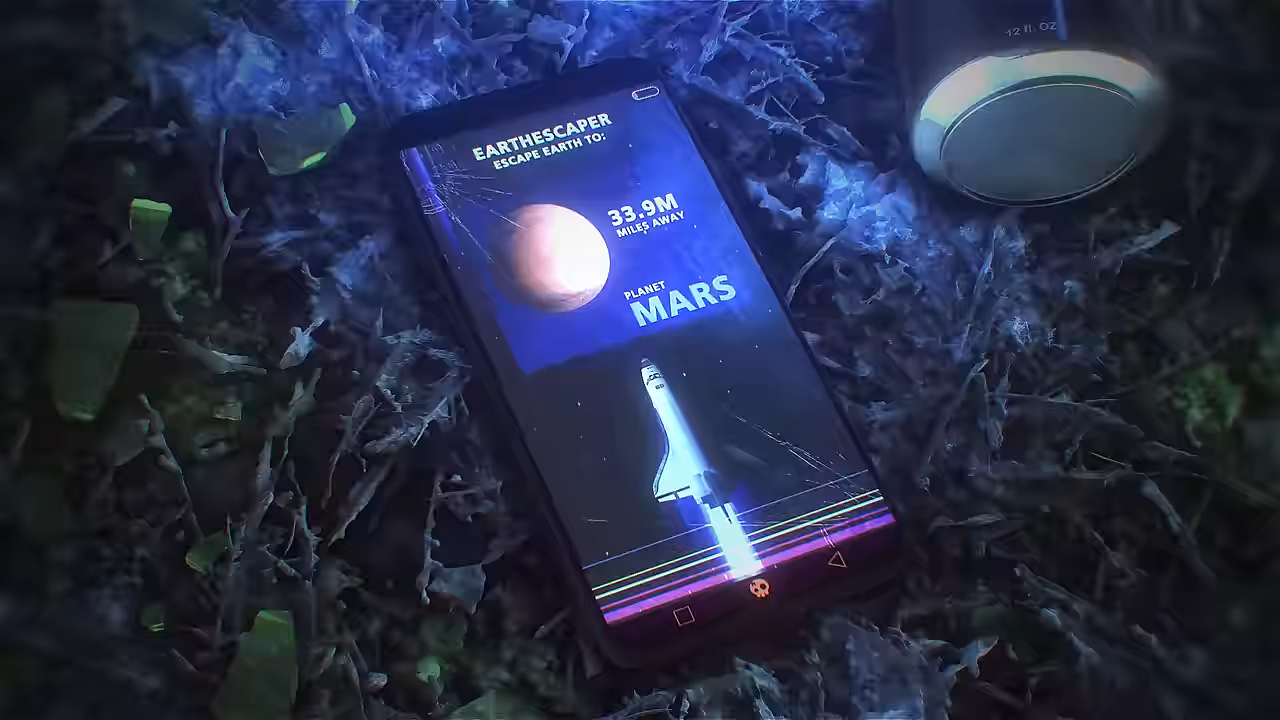 12 fl. OZ
EARTHESCAPER
ESCAPE EARTH TO:
33.9M
MILES AWAY
PLANET
MARS